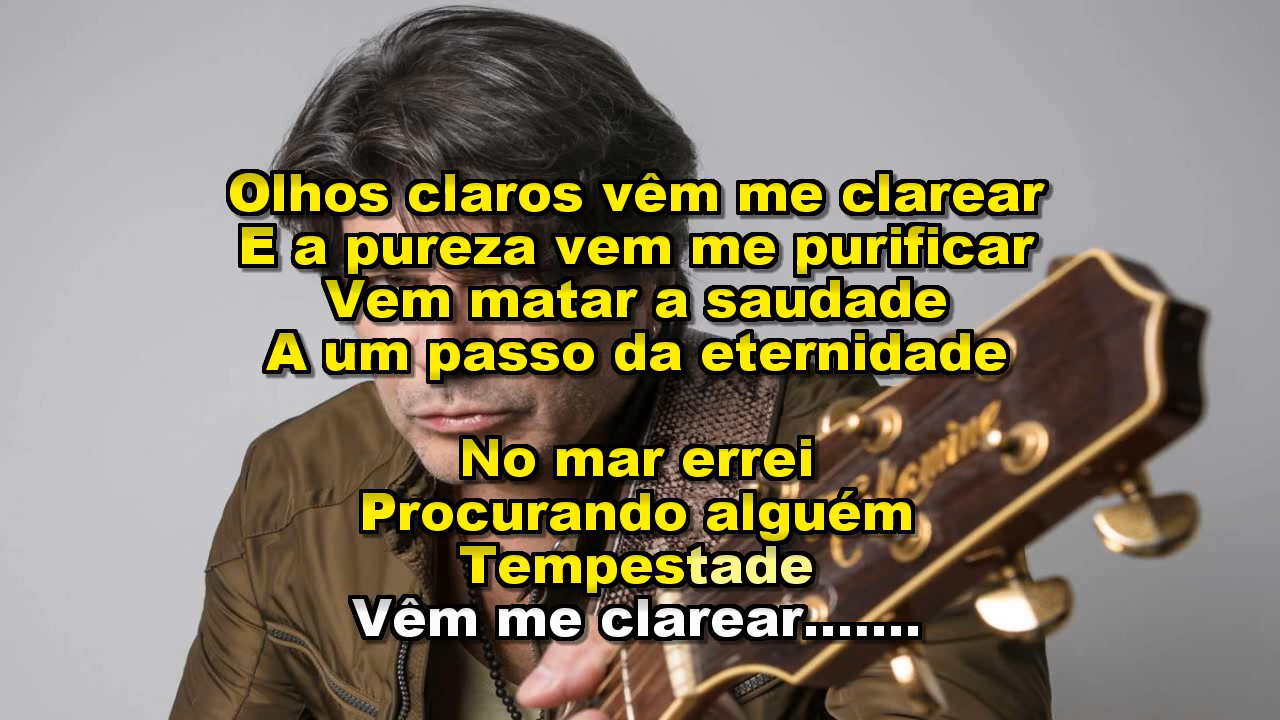 Olhos claros vêm me clarear
E a pureza vem me purificar
Vem matar a saudade
A um passo da eternidade
No mar errei
Procurando alguém
Tempestade
Vêm me clarear.......
Takamine